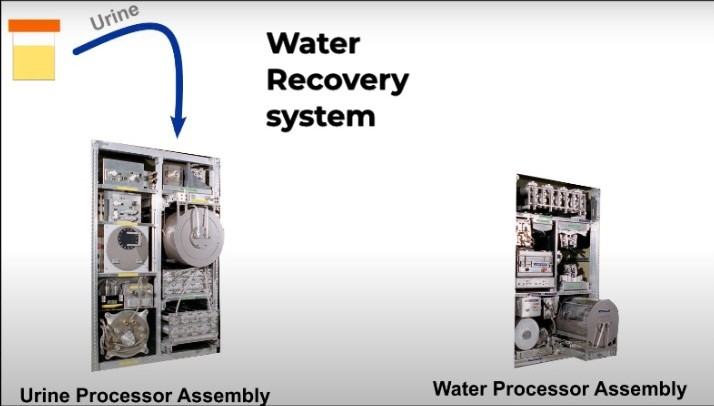 Urine
Water
Recovery
system
Urine Processor Assembly
Water Processor Assembly